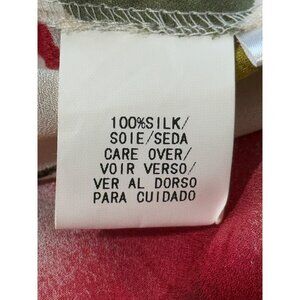 100%SILK/
SOIE/SEDA
CARE OVER/
VOIR VERSO/
VER AL DORSO
PARA CUIDADO